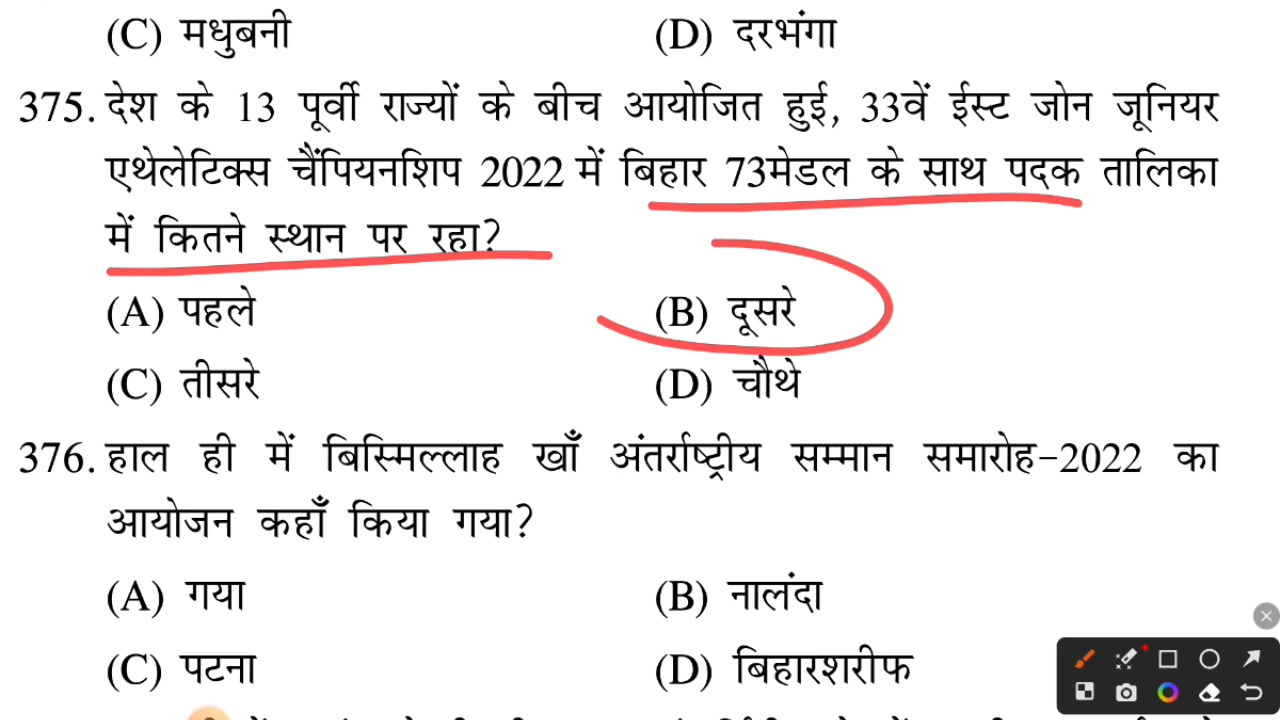 (C) मधुबनी (D) दरभंगा
375. देश के 13 पूर्वी राज्यों के बीच आयोजित हुई, 33वें ईस्ट जोन जूनियर
एथेलेटिक्स चैंपियनशिप 2022 में बिहार 73मेडल के साथ पदक तालिका
में कितने स्थान पर रहा?
(A) पहले (B) दूसरे
(C) तीसरे (D) चौथे
376. हाल ही में बिस्मिल्लाह खाँ अंतर्राष्ट्रीय सम्मान समारोह-2022 का
आयोजन कहाँ किया गया?
(A) गया (B) नालंदा
(C) पटना (D) बिहारशरीफ